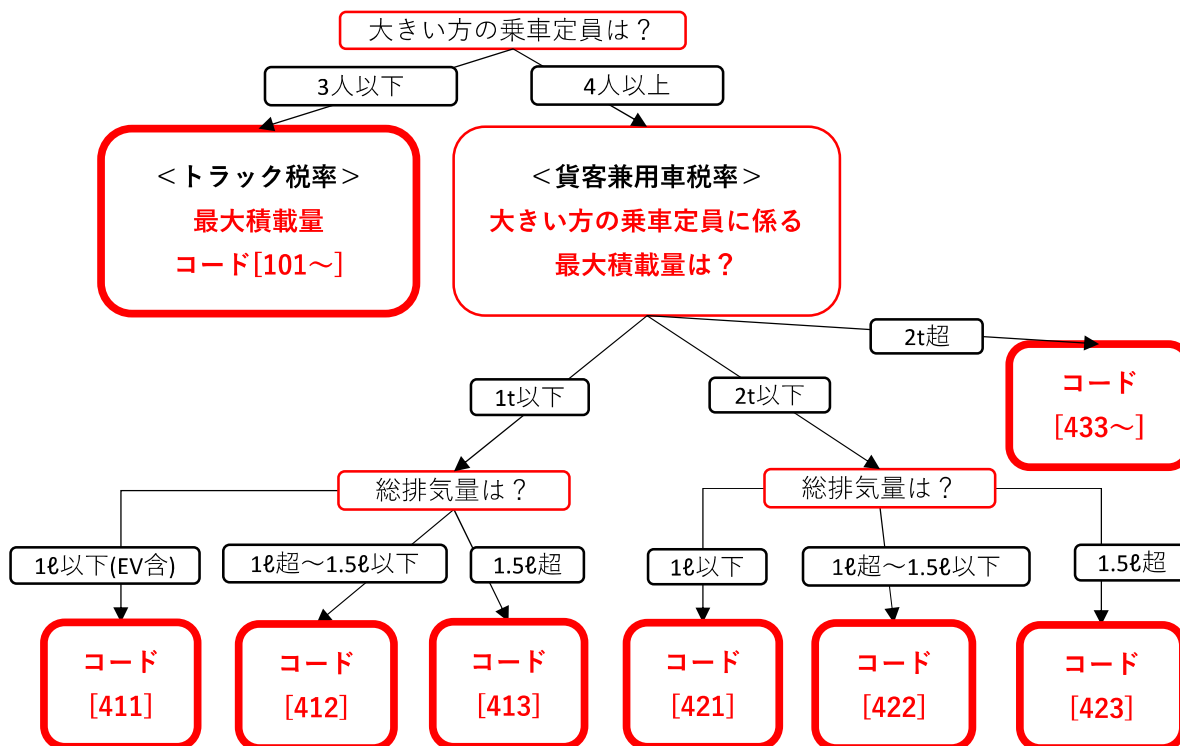 大きい方の乗車定員は？
3人以下
4人以上
＜トラック税率＞
最大積載量
コード[101～]
＜貨客兼用車税率＞
大きい方の乗車定員に係る
最大積載量は？
2t超
1t以下
2t以下
コード
[433～]
総排気量は？
総排気量は？
1ℓ以下(EV含)
1ℓ超～1.5ℓ以下
1.5ℓ超
1ℓ以下
1ℓ超～1.5ℓ以下
1.5ℓ超
コード
[411]
コード
[412]
コード
[413]
コード
[421]
コード
[422]
コード
[423]